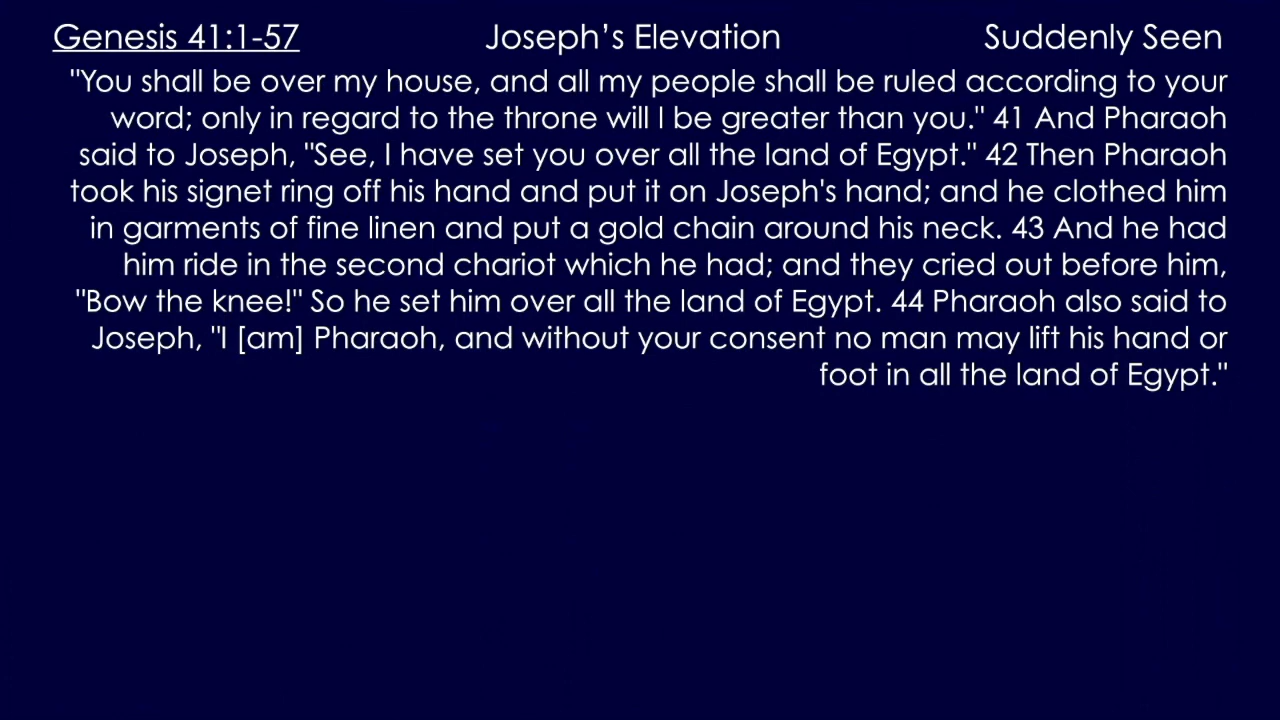 Genesis 41:1-57 Joseph’s Elevation Suddenly Seen
"You shall be over my house, and all my people shall be ruled according to your
word; only in regard to the throne will I be greater than you." 41 And Pharaoh
said to Joseph, "See, I have set you over all the land of Egypt." 42 Then Pharaoh
took his signet ring off his hand and put it on Joseph's hand; and he clothed him
in garments of fine linen and put a gold chain around his neck. 43 And he had
him ride in the second chariot which he had; and they cried out before him,
"Bow the knee!" So he set him over all the land of Egypt. 44 Pharaoh also said to
Joseph, "I [am] Pharaoh, and without your consent no man may lift his hand or
foot in all the land of Egypt."